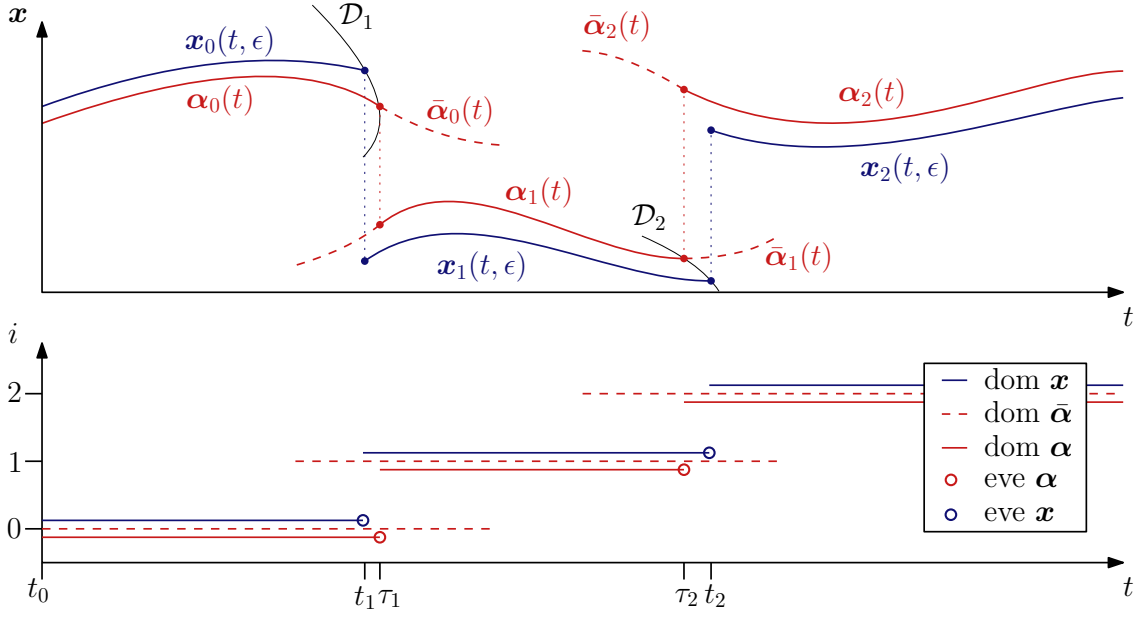 x
𝒟₁
ᾱ₂(t)
x₀(t, ϵ)
α₀(t)
ᾱ₀(t)
α₂(t)
x₂(t, ϵ)
α₁(t)
𝒟₂
x₁(t, ϵ)
ᾱ₁(t)
t
i
2
1
0
dom x
dom ᾱ
dom α
eve α
eve x
t₀
t₁
τ₁
τ₂
t₂
t